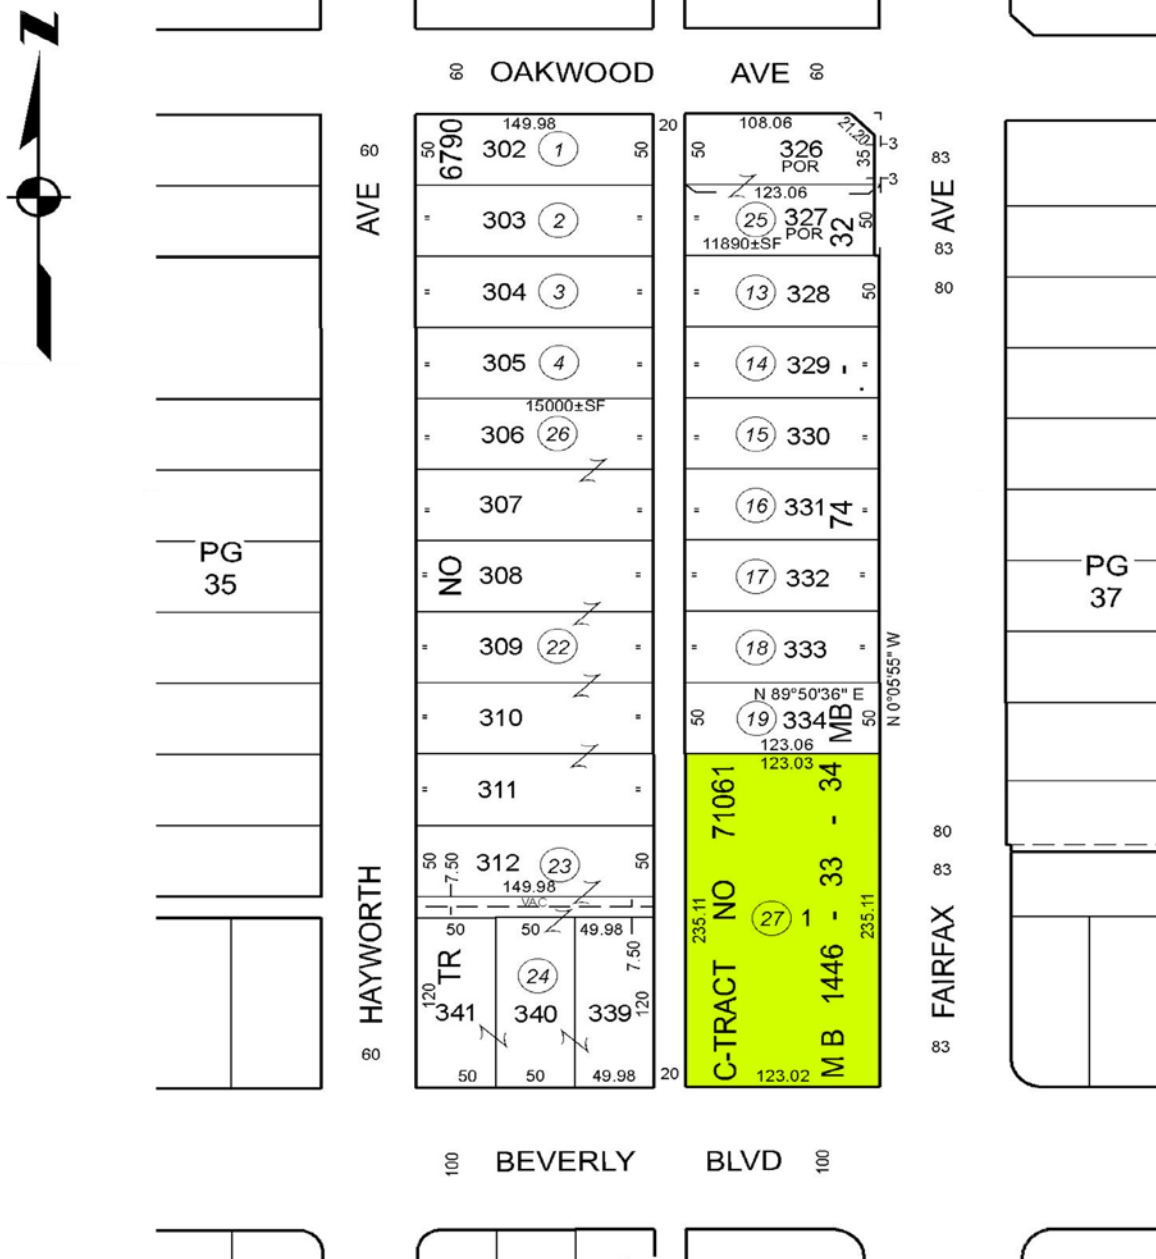 N
60 OAKWOOD AVE 60
149.98
20
108.06
21.20
50 6790 302 1 50
50 326 35 3
POR
3
60
83
AVE
303 2
123.06
25 327 32 50
POR
11890±SF
AVE
83
304 3
13 328 50
80
305 4
14 329 -
15000±SF
306 26
15 330
307
16 331 74
NO 308
17 332
PG
35
PG
37
309 22
18 333
N 0°05'55" W
N 89°50'36" E
310
50 19 334 MB 50
123.06
123.03
311
71061 34
-
80
50 7.50 312 23 50
149.98
VAC
83
HAYWORTH
50 50 49.98
7.50
TR
24
120 341 340 339 120
50 50 49.98
20
60
235.11 NO 27 1 - 33 235.11
C-TRACT
M B 1446
123.02
FAIRFAX
83
100 BEVERLY BLVD 100